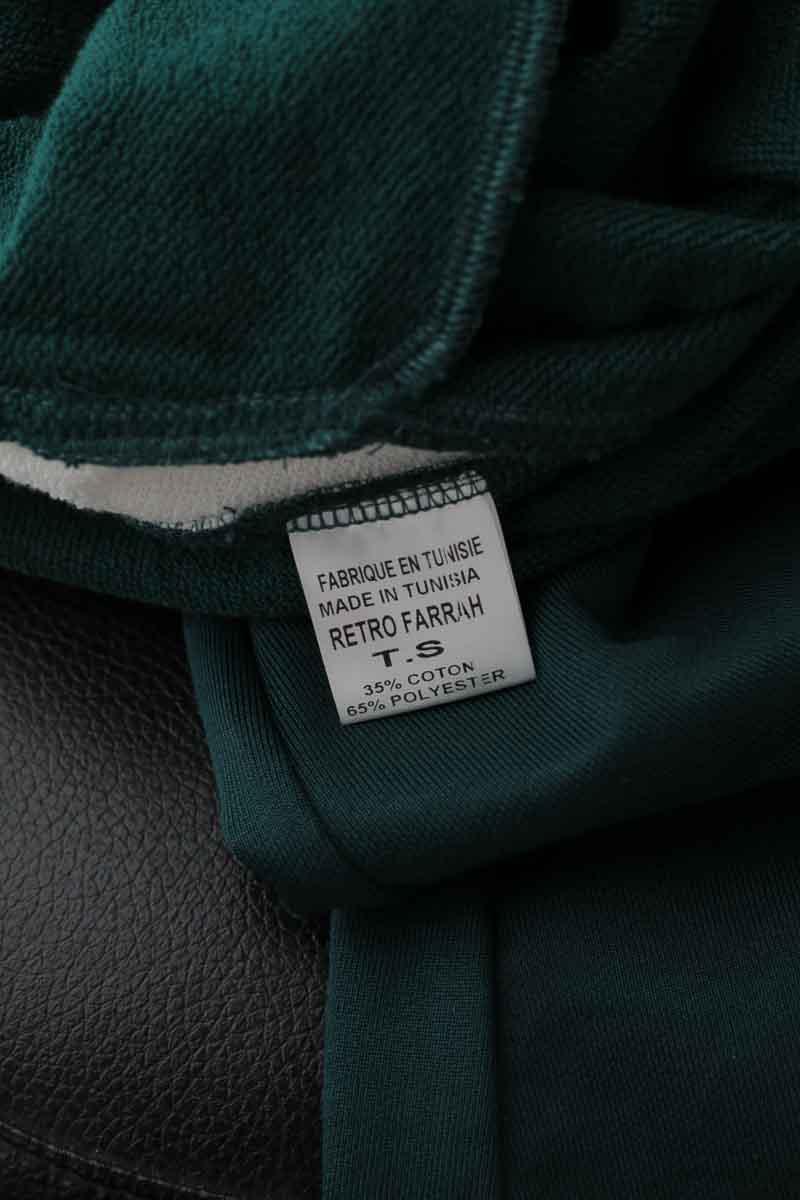 FABRIQUE EN TUNISIE
MADE IN TUNISIA
RETRO FARRAH
T.S
35% COTON
65% POLYESTER